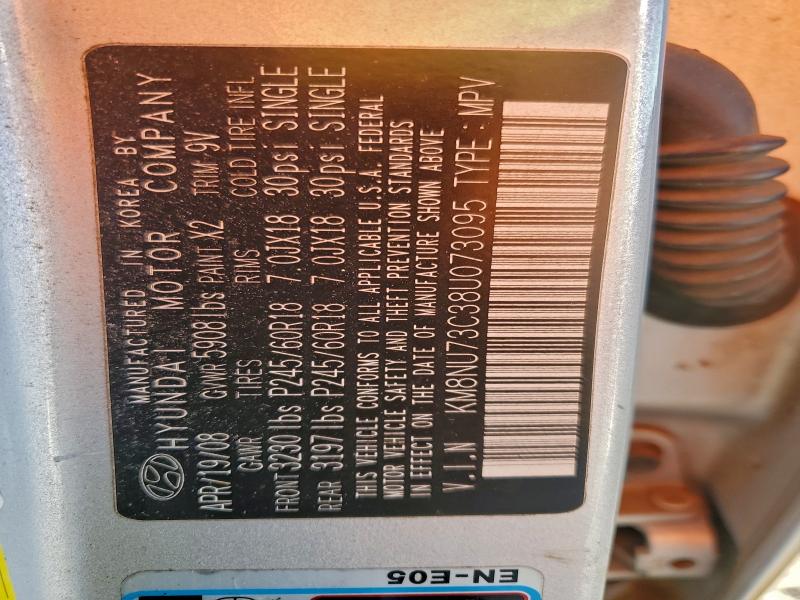 MANUFACTURED IN KOREA BY
HYUNDAI MOTOR COMPANY
APR/19/08 GVWR 5908 lbs PAINT X2 TRIM 9V
GAWR TIRES RIMS COLD TIRE INFL
FRONT 3230 lbs P245/60R18 7.0JX18 30psi SINGLE
REAR 3197 lbs P245/60R18 7.0JX18 30psi SINGLE
THIS VEHICLE CONFORMS TO ALL APPLICABLE U.S.A. FEDERAL
MOTOR VEHICLE SAFETY AND THEFT PREVENTION STANDARDS
IN EFFECT ON THE DATE OF MANUFACTURE SHOWN ABOVE
V.I.N KM8NU73C38U073095 TYPE : MPV
EN-E05